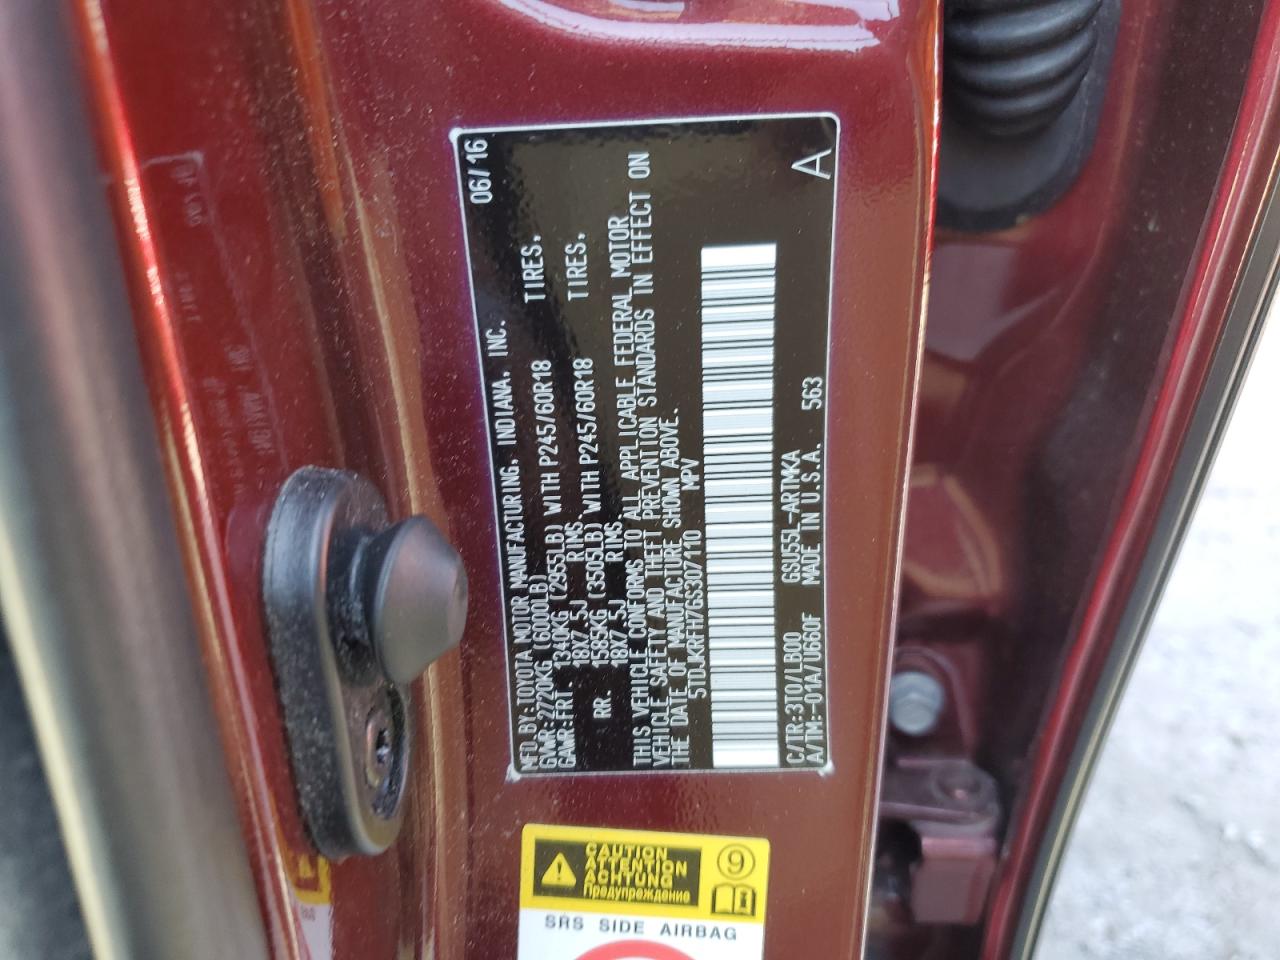 MFD BY:TOYOTA MOTOR MANUFACTURING, INDIANA, INC. 06/16
GVWR:2720KG (6000LB)
GAWR:FRT. 1340KG (2955LB) WITH P245/60R18 TIRES,
18X7.5J RIMS.
RR. 1585KG (3505LB) WITH P245/60R18 TIRES,
18X7.5J RIMS
THIS VEHICLE CONFORMS TO ALL APPLICABLE FEDERAL MOTOR
VEHICLE SAFETY AND THEFT PREVENTION STANDARDS IN EFFECT ON
THE DATE OF MANUFACTURE SHOWN ABOVE.
5TDJKRFH7GS307110 MPV
C/TR:3T0/LB00 GSU55L-ARTMKA
A/TM:-01A/U660F MADE IN U.S.A. 563 A
CAUTION
ATTENTION
ACHTUNG
Предупреждение
9
SRS SIDE AIRBAG